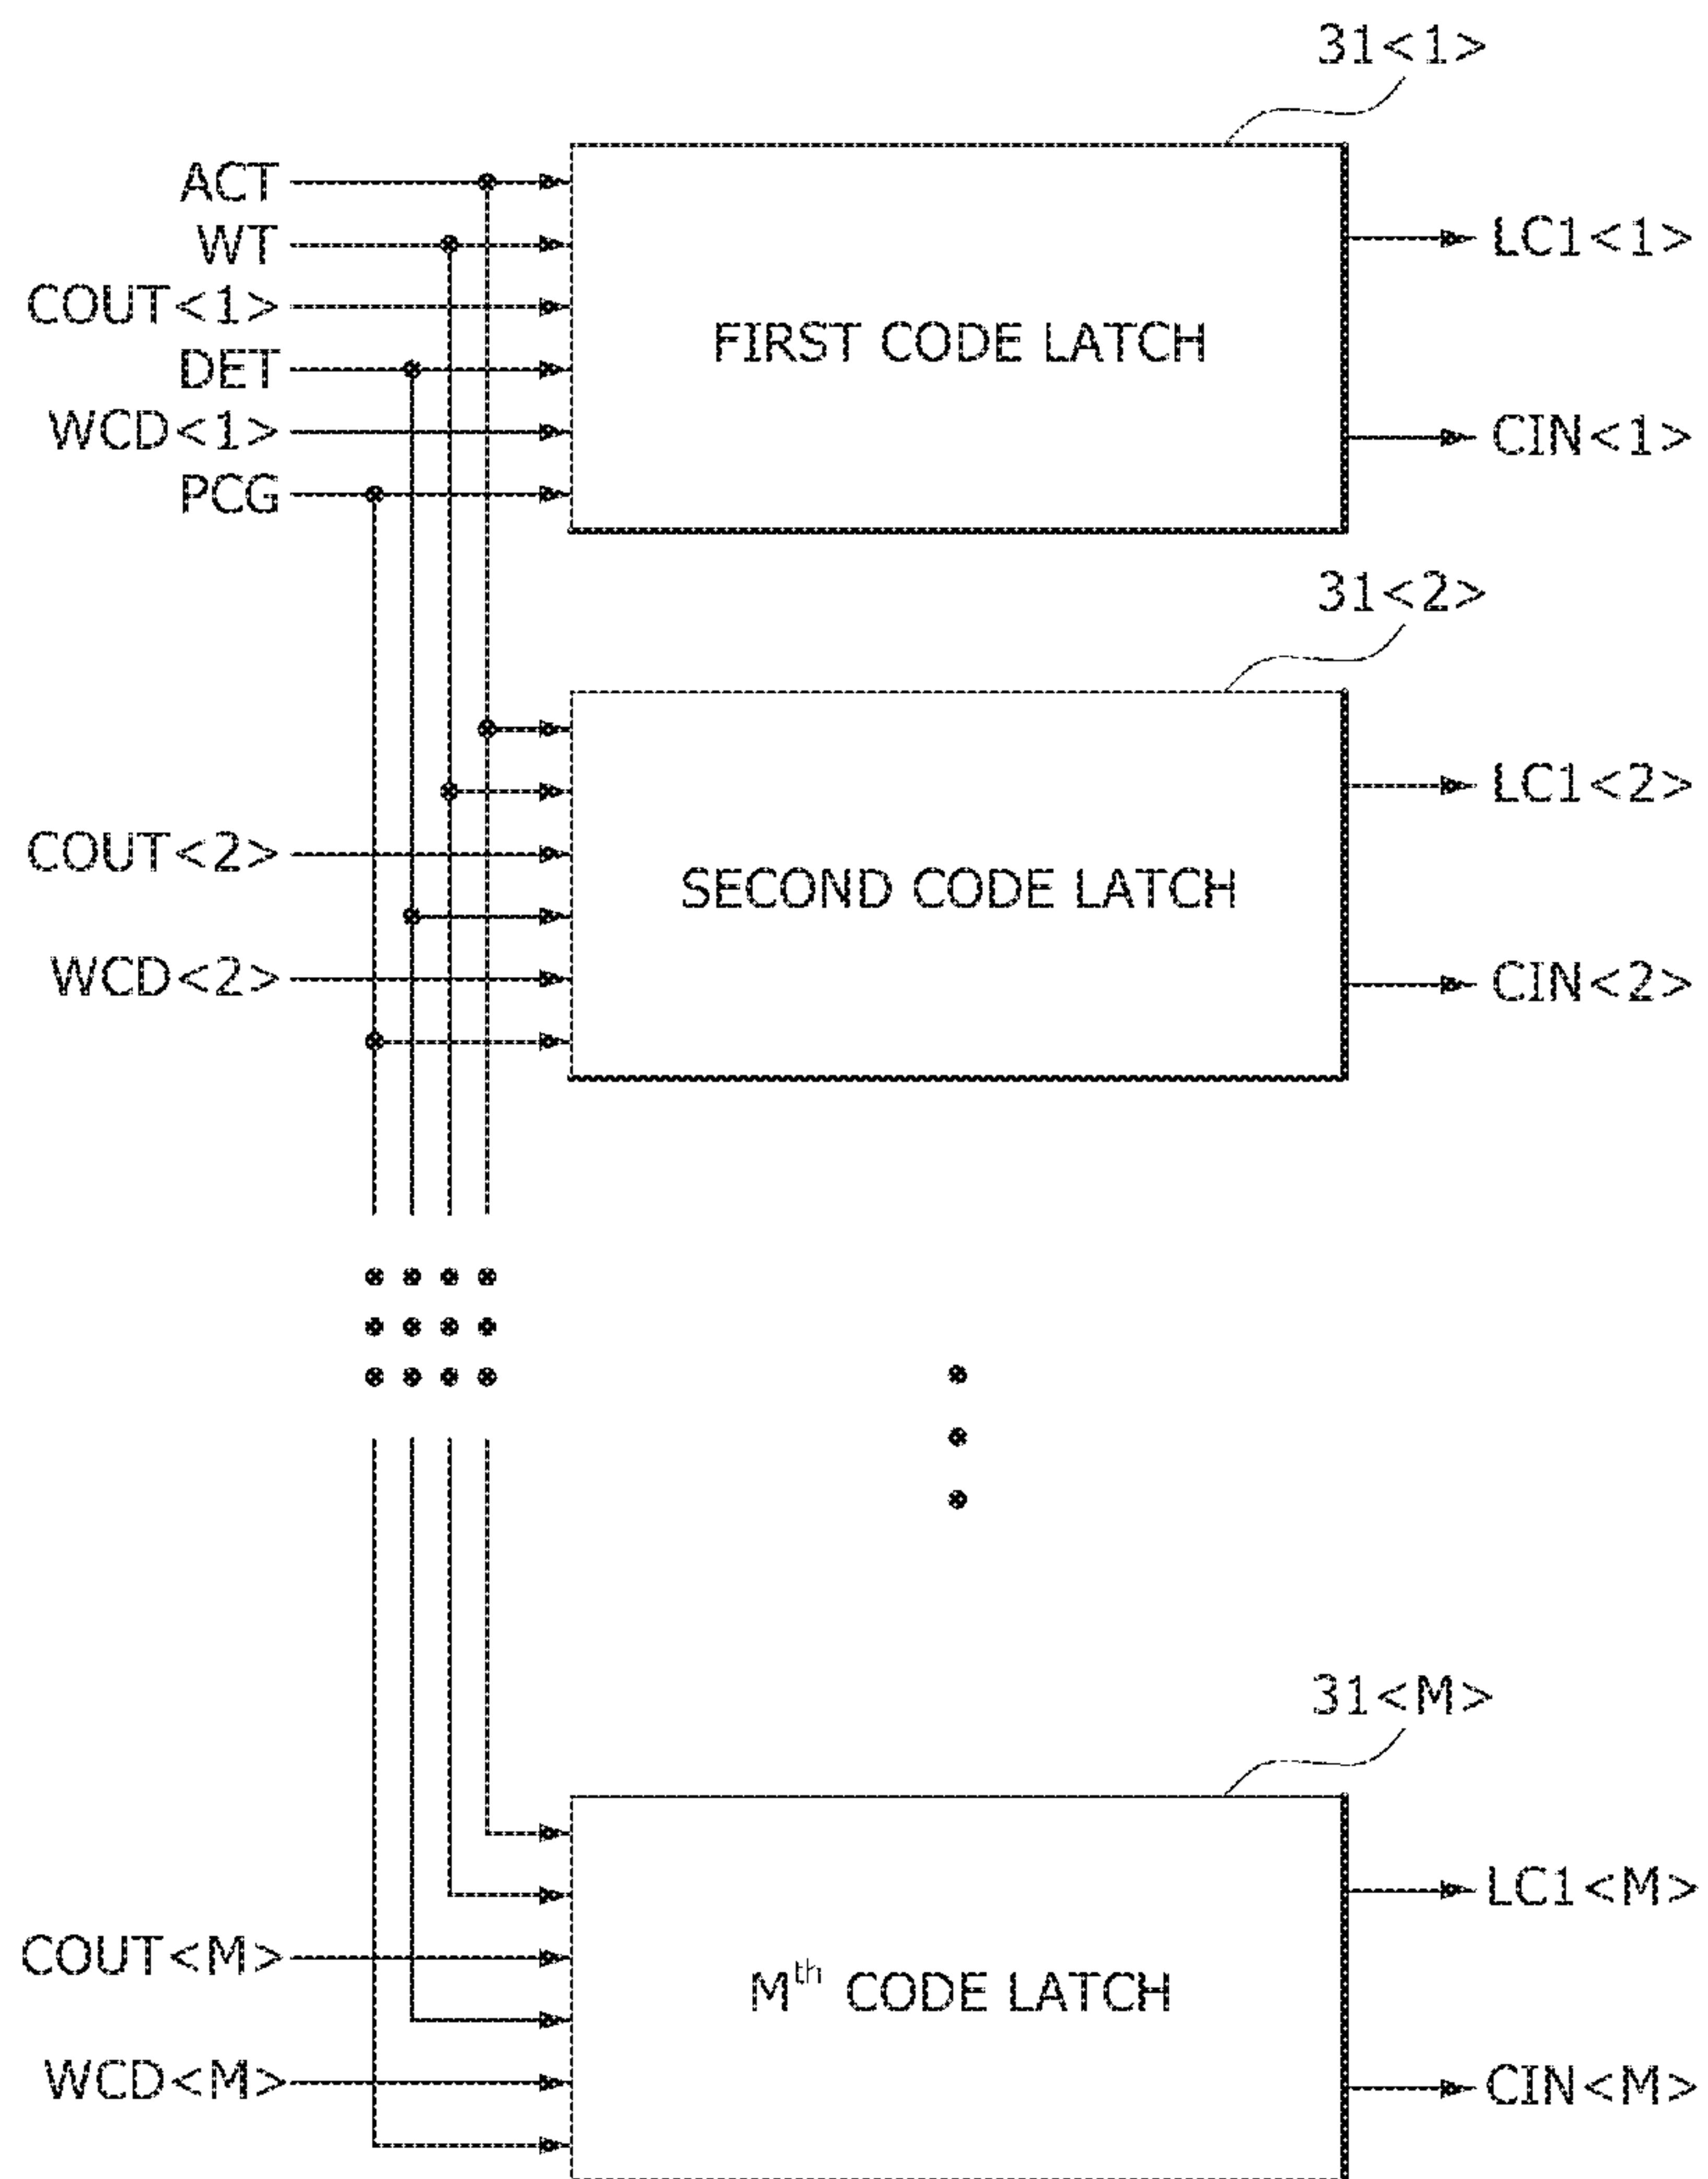 31<1>
ACT
WT
COUT<1>
DET
WCD<1>
PCG
FIRST CODE LATCH
LC1<1>
CIN<1>
31<2>
COUT<2>
WCD<2>
SECOND CODE LATCH
LC1<2>
CIN<2>
31<M>
COUT<M>
WCD<M>
Mth CODE LATCH
LC1<M>
CIN<M>